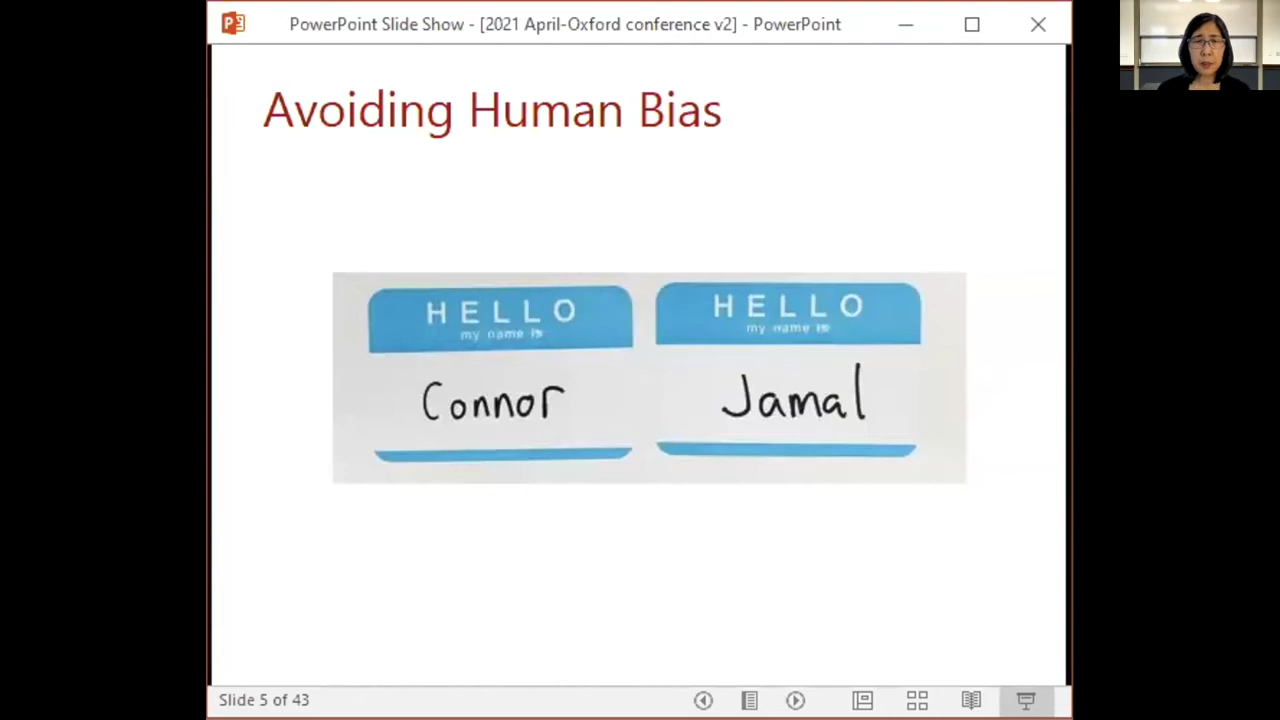 PowerPoint Slide Show - [2021 April-Oxford conference v2] - PowerPoint
Avoiding Human Bias
HELLO
my name is
Connor
HELLO
my name is
Jamal
Slide 5 of 43